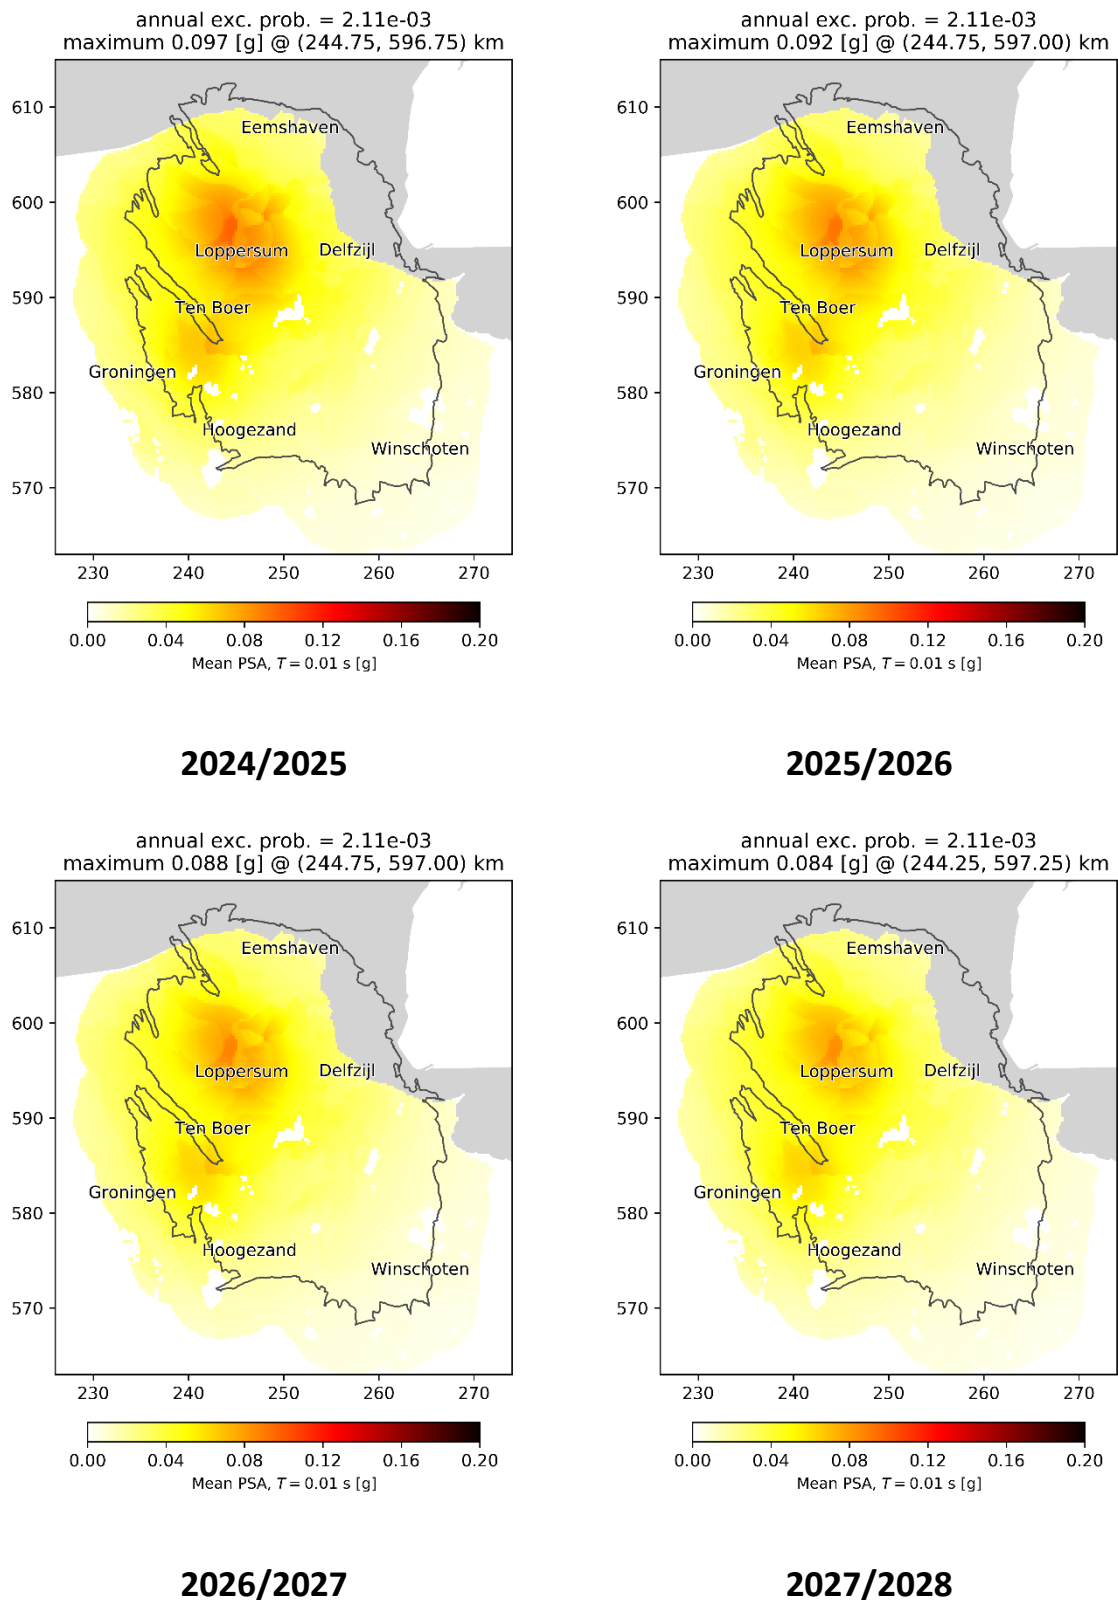 annual exc. prob. = 2.11e-03
maximum 0.097 [g] @ (244.75, 596.75) km
610
600
590
580
570
Eemshaven
Loppersum
Delfzijl
Ten Boer
Groningen
Hoogezand
Winschoten
230 240 250 260 270
0.00 0.04 0.08 0.12 0.16 0.20
Mean PSA, T = 0.01 s [g]
2024/2025
annual exc. prob. = 2.11e-03
maximum 0.092 [g] @ (244.75, 597.00) km
610
600
590
580
570
Eemshaven
Loppersum
Delfzijl
Ten Boer
Groningen
Hoogezand
Winschoten
230 240 250 260 270
0.00 0.04 0.08 0.12 0.16 0.20
Mean PSA, T = 0.01 s [g]
2025/2026
annual exc. prob. = 2.11e-03
maximum 0.088 [g] @ (244.75, 597.00) km
610
600
590
580
570
Eemshaven
Loppersum
Delfzijl
Ten Boer
Groningen
Hoogezand
Winschoten
230 240 250 260 270
0.00 0.04 0.08 0.12 0.16 0.20
Mean PSA, T = 0.01 s [g]
2026/2027
annual exc. prob. = 2.11e-03
maximum 0.084 [g] @ (244.25, 597.25) km
610
600
590
580
570
Eemshaven
Loppersum
Delfzijl
Ten Boer
Groningen
Hoogezand
Winschoten
230 240 250 260 270
0.00 0.04 0.08 0.12 0.16 0.20
Mean PSA, T = 0.01 s [g]
2027/2028